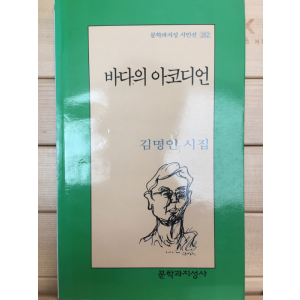 문학과지성 시인선 262
바다의 아코디언
김명인 시집
문학과지성사